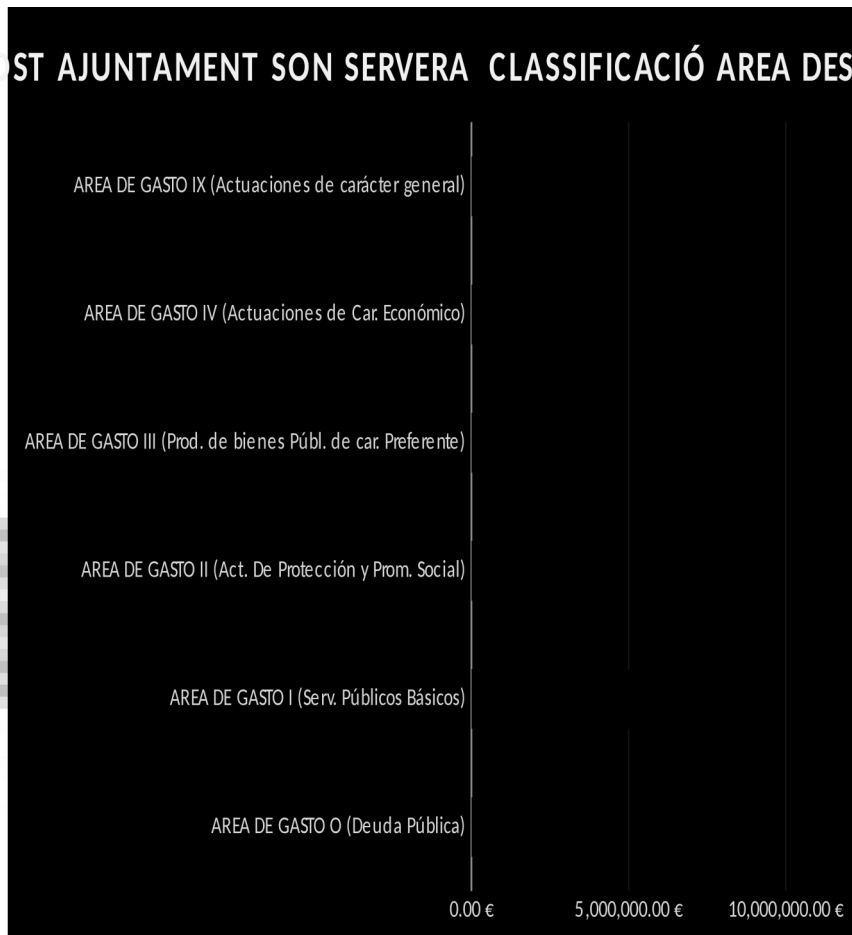 OST AJUNTAMENT SON SERVERA CLASSIFICACIÓ AREA DES
AREA DE GASTO IX (Actuaciones de carácter general)
AREA DE GASTO IV (Actuaciones de Car. Económico)
AREA DE GASTO III (Prod. de bienes Públ. de car. Preferente)
AREA DE GASTO II (Act. De Protección y Prom. Social)
AREA DE GASTO I (Serv. Públicos Básicos)
AREA DE GASTO O (Deuda Pública)
0.00 € 5,000,000.00 € 10,000,000.00 €